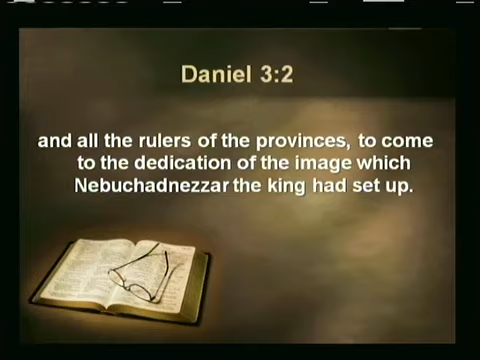 Daniel 3:2
and all the rulers of the provinces, to come
to the dedication of the image which
Nebuchadnezzar the king had set up.